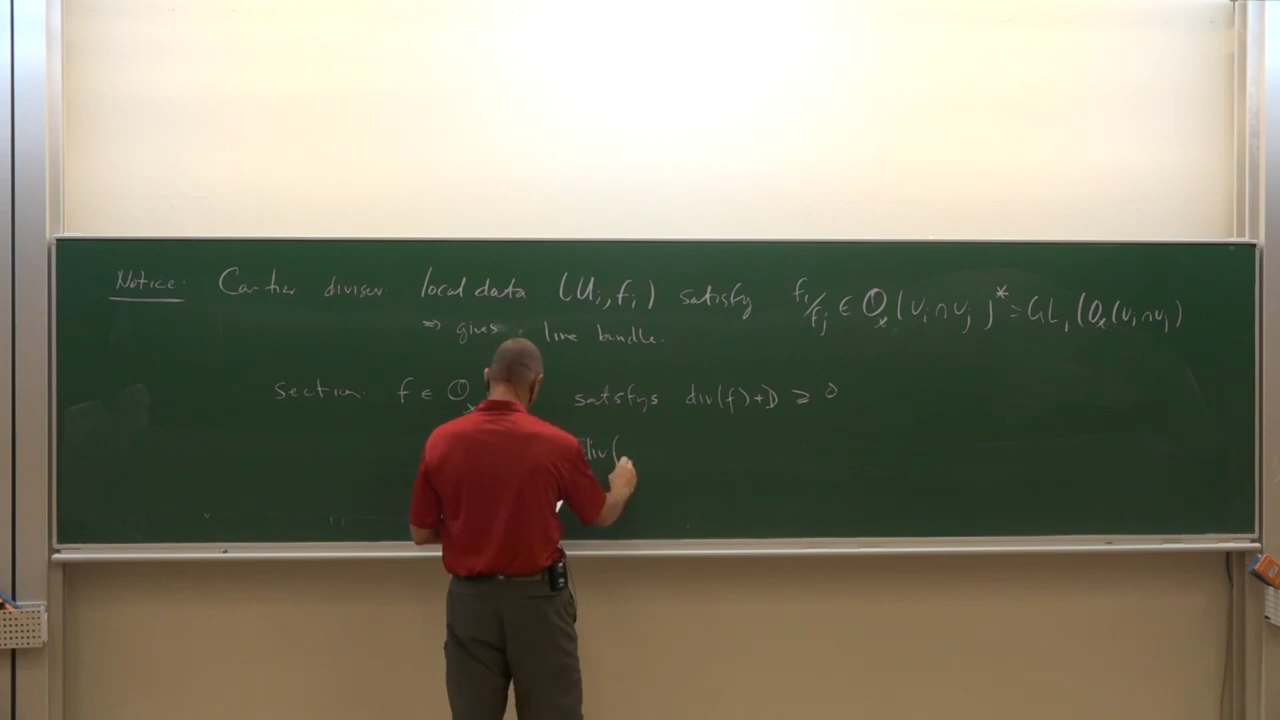 Notice: Cartier divisor local data (U_i, f_i) satisfy f_i/f_j ∈ O_X(U_i ∩ U_j)^* = GL_1(O_X(U_i ∩ U_j)
⇒ gives line bundle.
section f ∈ O_X satisfys div(f)+D ≥ 0
div(